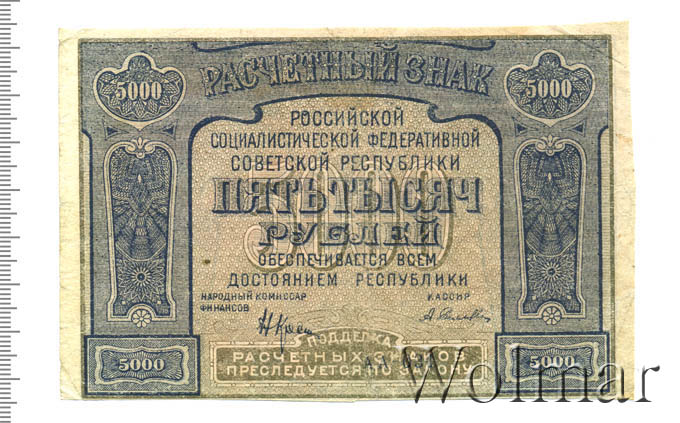 РАСЧЕТНЫЙ ЗНАК
5000 5000
РОССИЙСКОЙ
СОЦИАЛИСТИЧЕСКОЙ ФЕДЕРАТИВНОЙ
СОВЕТСКОЙ РЕСПУБЛИКИ
5000
ПЯТЬ ТЫСЯЧ
РУБЛЕЙ
ОБЕСПЕЧИВАЕТСЯ ВСЕМ
ДОСТОЯНИЕМ РЕСПУБЛИКИ
НАРОДНЫЙ КОМИССАР
ФИНАНСОВ
КАССИР
ПОДДЕЛКА
РАСЧЕТНЫХ ЗНАКОВ
ПРЕСЛЕДУЕТСЯ ПО ЗАКОНУ
5000 5000
Wolmar